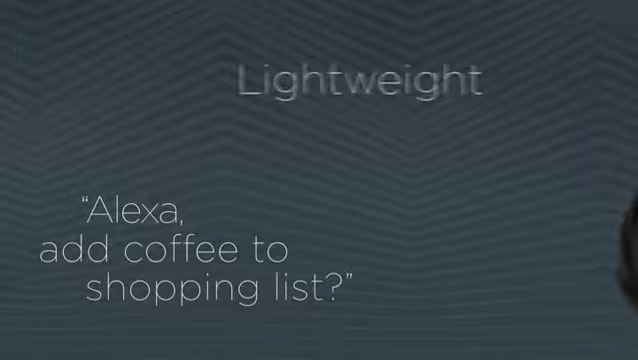 Lightweight
“Alexa,
add coffee to
shopping list?”